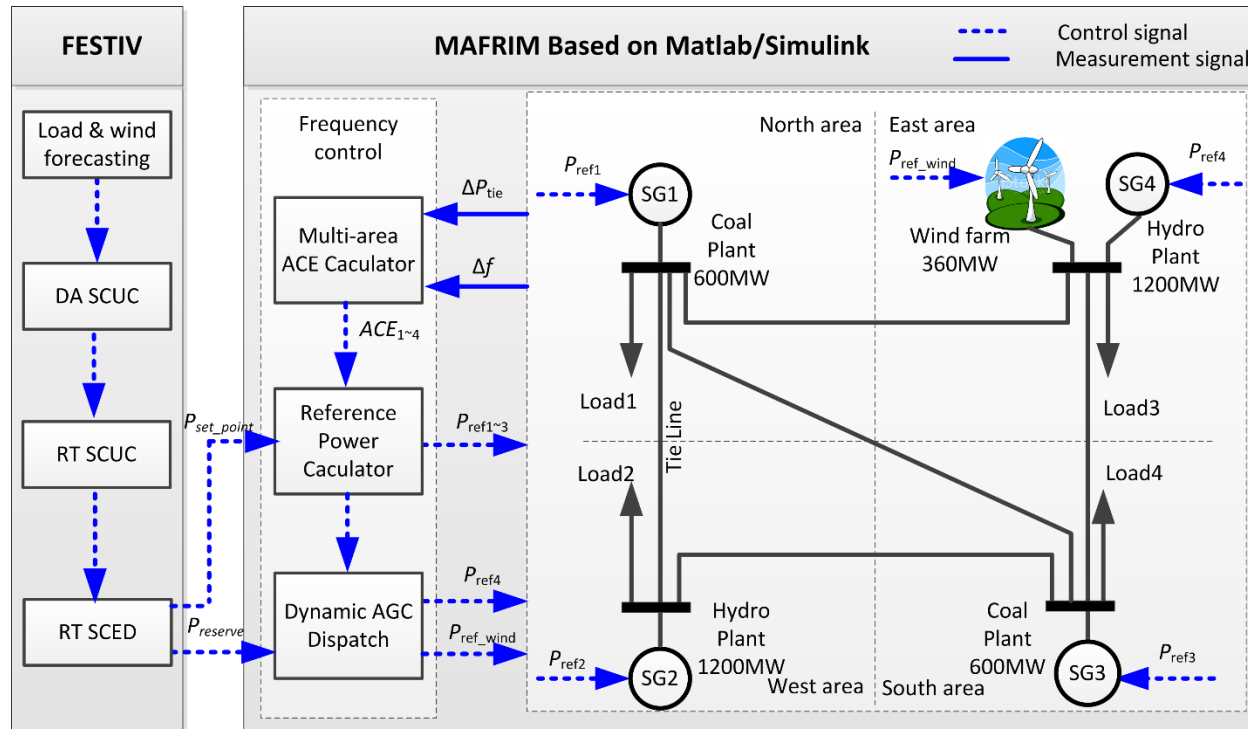 FESTIV
Load & wind
forecasting
DA SCUC
RT SCUC
RT SCED
P_set_point
P_reserve
MAFRIM Based on Matlab/Simulink
Control signal
Measurement signal
Frequency
control
Multi-area
ACE Caculator
ΔP_tie
Δf
ACE_1~4
Reference
Power
Caculator
P_ref1~3
Dynamic AGC
Dispatch
P_ref4
P_ref_wind
North area
East area
P_ref1
SG1
Coal
Plant
600MW
P_ref_wind
Wind farm
360MW
P_ref4
SG4
Hydro
Plant
1200MW
Load1
Load3
Tie Line
Load2
Load4
Hydro
Plant
1200MW
P_ref2
SG2
West area
South area
Coal
Plant
600MW
SG3
P_ref3